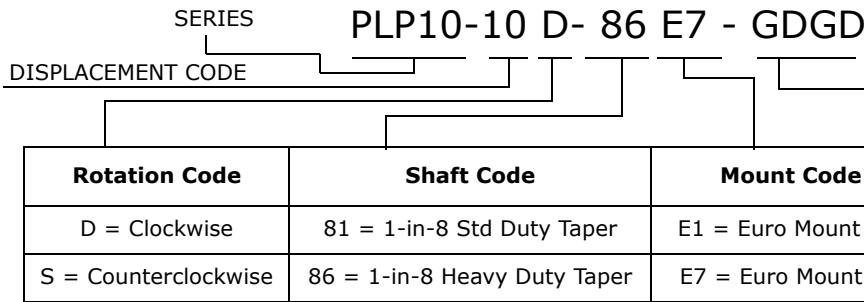 SERIES
PLP10-10 D- 86 E7 - GDGD
DISPLACEMENT CODE
Rotation Code Shaft Code Mount Code
D = Clockwise 81 = 1-in-8 Std Duty Taper E1 = Euro Mount
S = Counterclockwise 86 = 1-in-8 Heavy Duty Taper E7 = Euro Mount